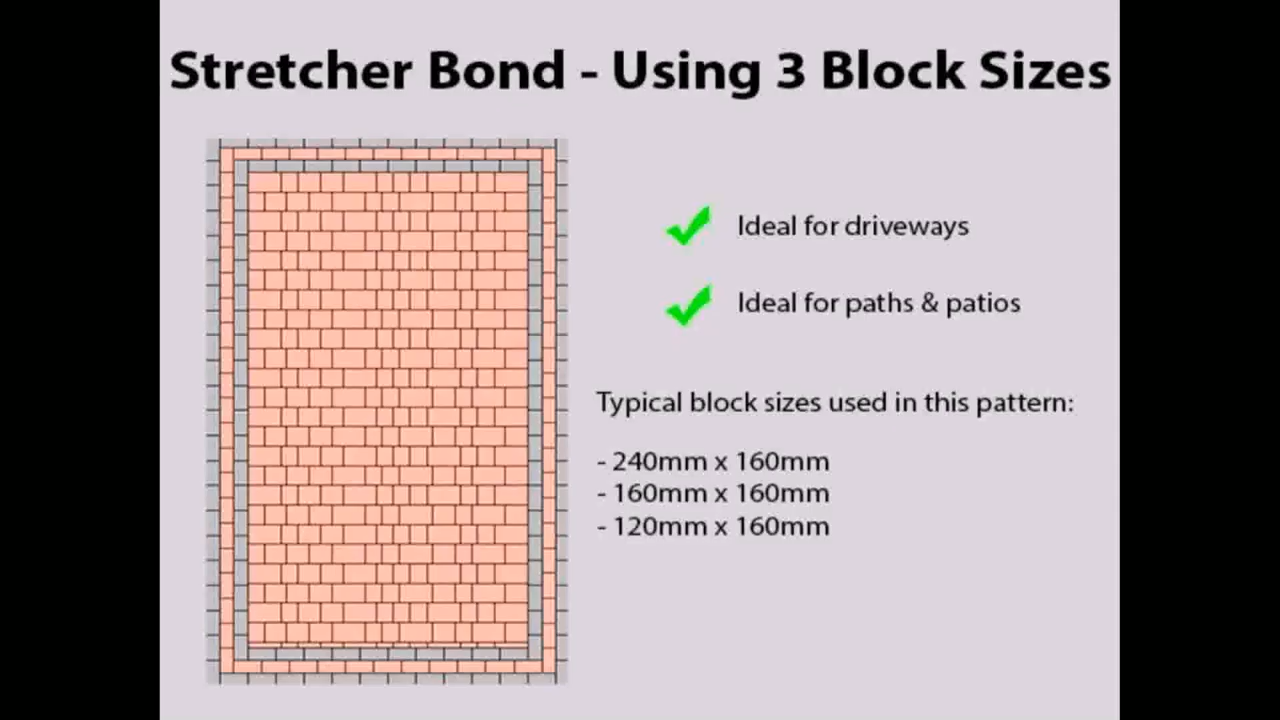 Stretcher Bond - Using 3 Block Sizes
Ideal for driveways
Ideal for paths & patios
Typical block sizes used in this pattern:
- 240mm x 160mm
- 160mm x 160mm
- 120mm x 160mm